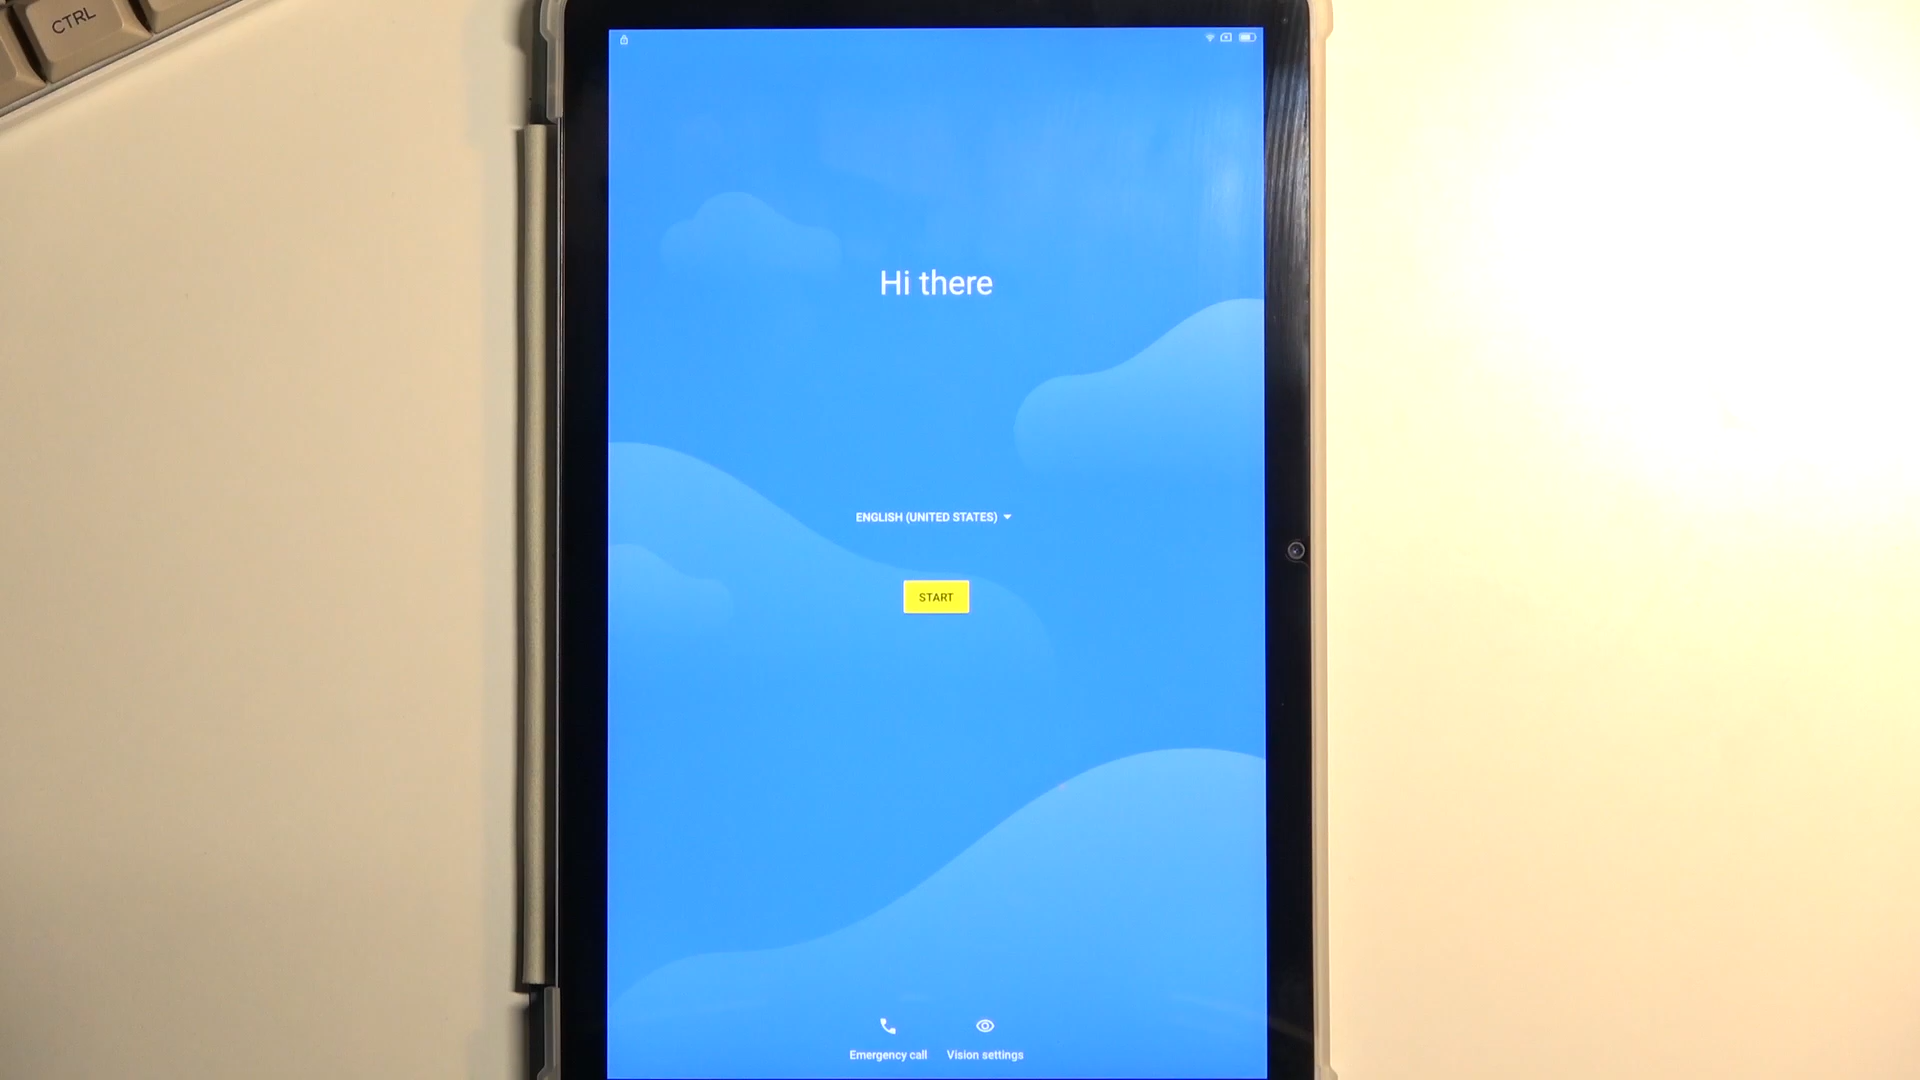 CTRL
Hi there
ENGLISH (UNITED STATES)
START
Emergency call
Vision settings